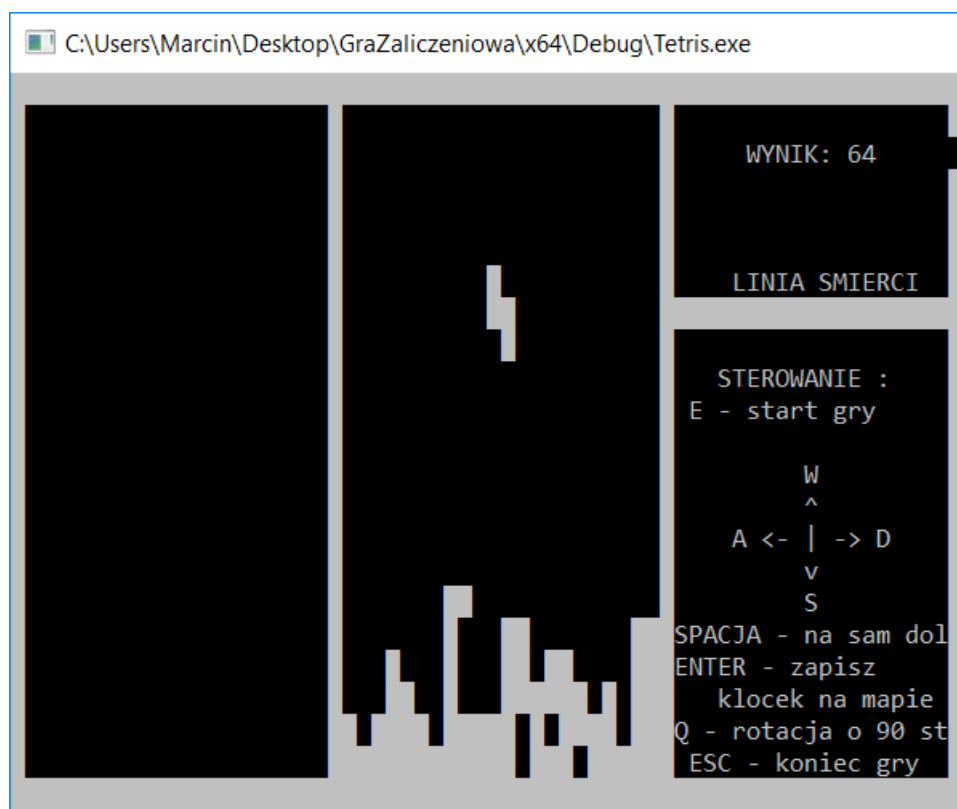 C:\Users\Marcin\Desktop\GraZaliczeniowa\x64\Debug\Tetris.exe
WYNIK: 64
LINIA SMIERCI
STEROWANIE :
E - start gry
W
^
A <- | -> D
v
S
SPACJA - na sam dol
ENTER - zapisz
klocek na mapie
Q - rotacja o 90 st
ESC - koniec gry